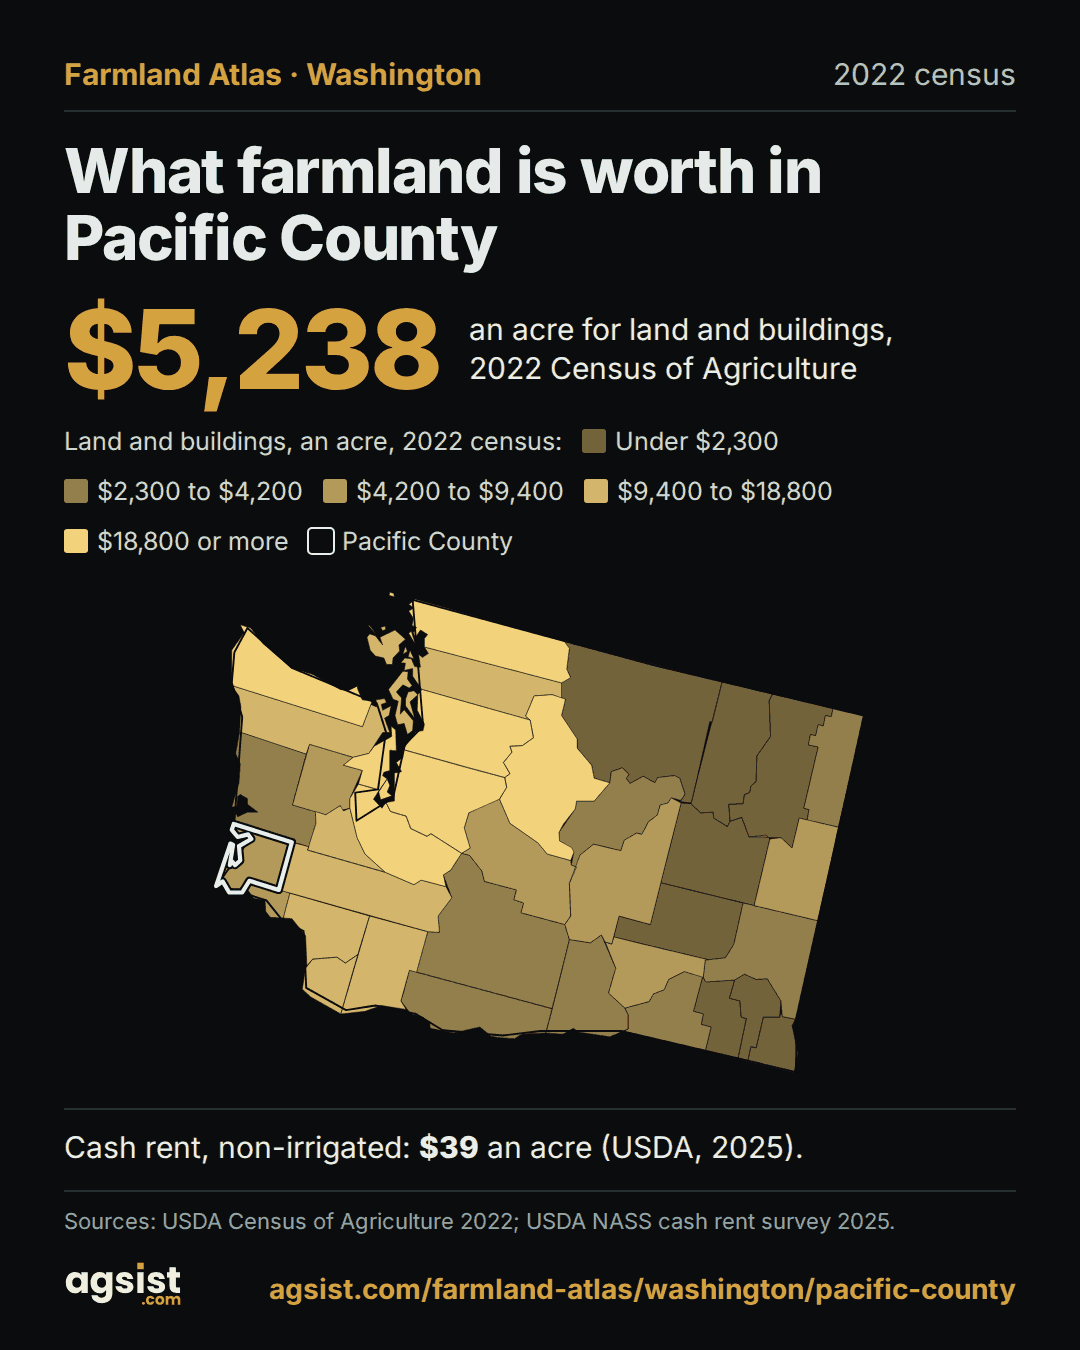 Farmland Atlas · Washington
2022 census
What farmland is worth in
Pacific County
$5,238
an acre for land and buildings,
2022 Census of Agriculture
Land and buildings, an acre, 2022 census: Under $2,300
$2,300 to $4,200 $4,200 to $9,400 $9,400 to $18,800
$18,800 or more Pacific County
Cash rent, non-irrigated: $39 an acre (USDA, 2025).
Sources: USDA Census of Agriculture 2022; USDA NASS cash rent survey 2025.
agsist
.com
agsist.com/farmland-atlas/washington/pacific-county